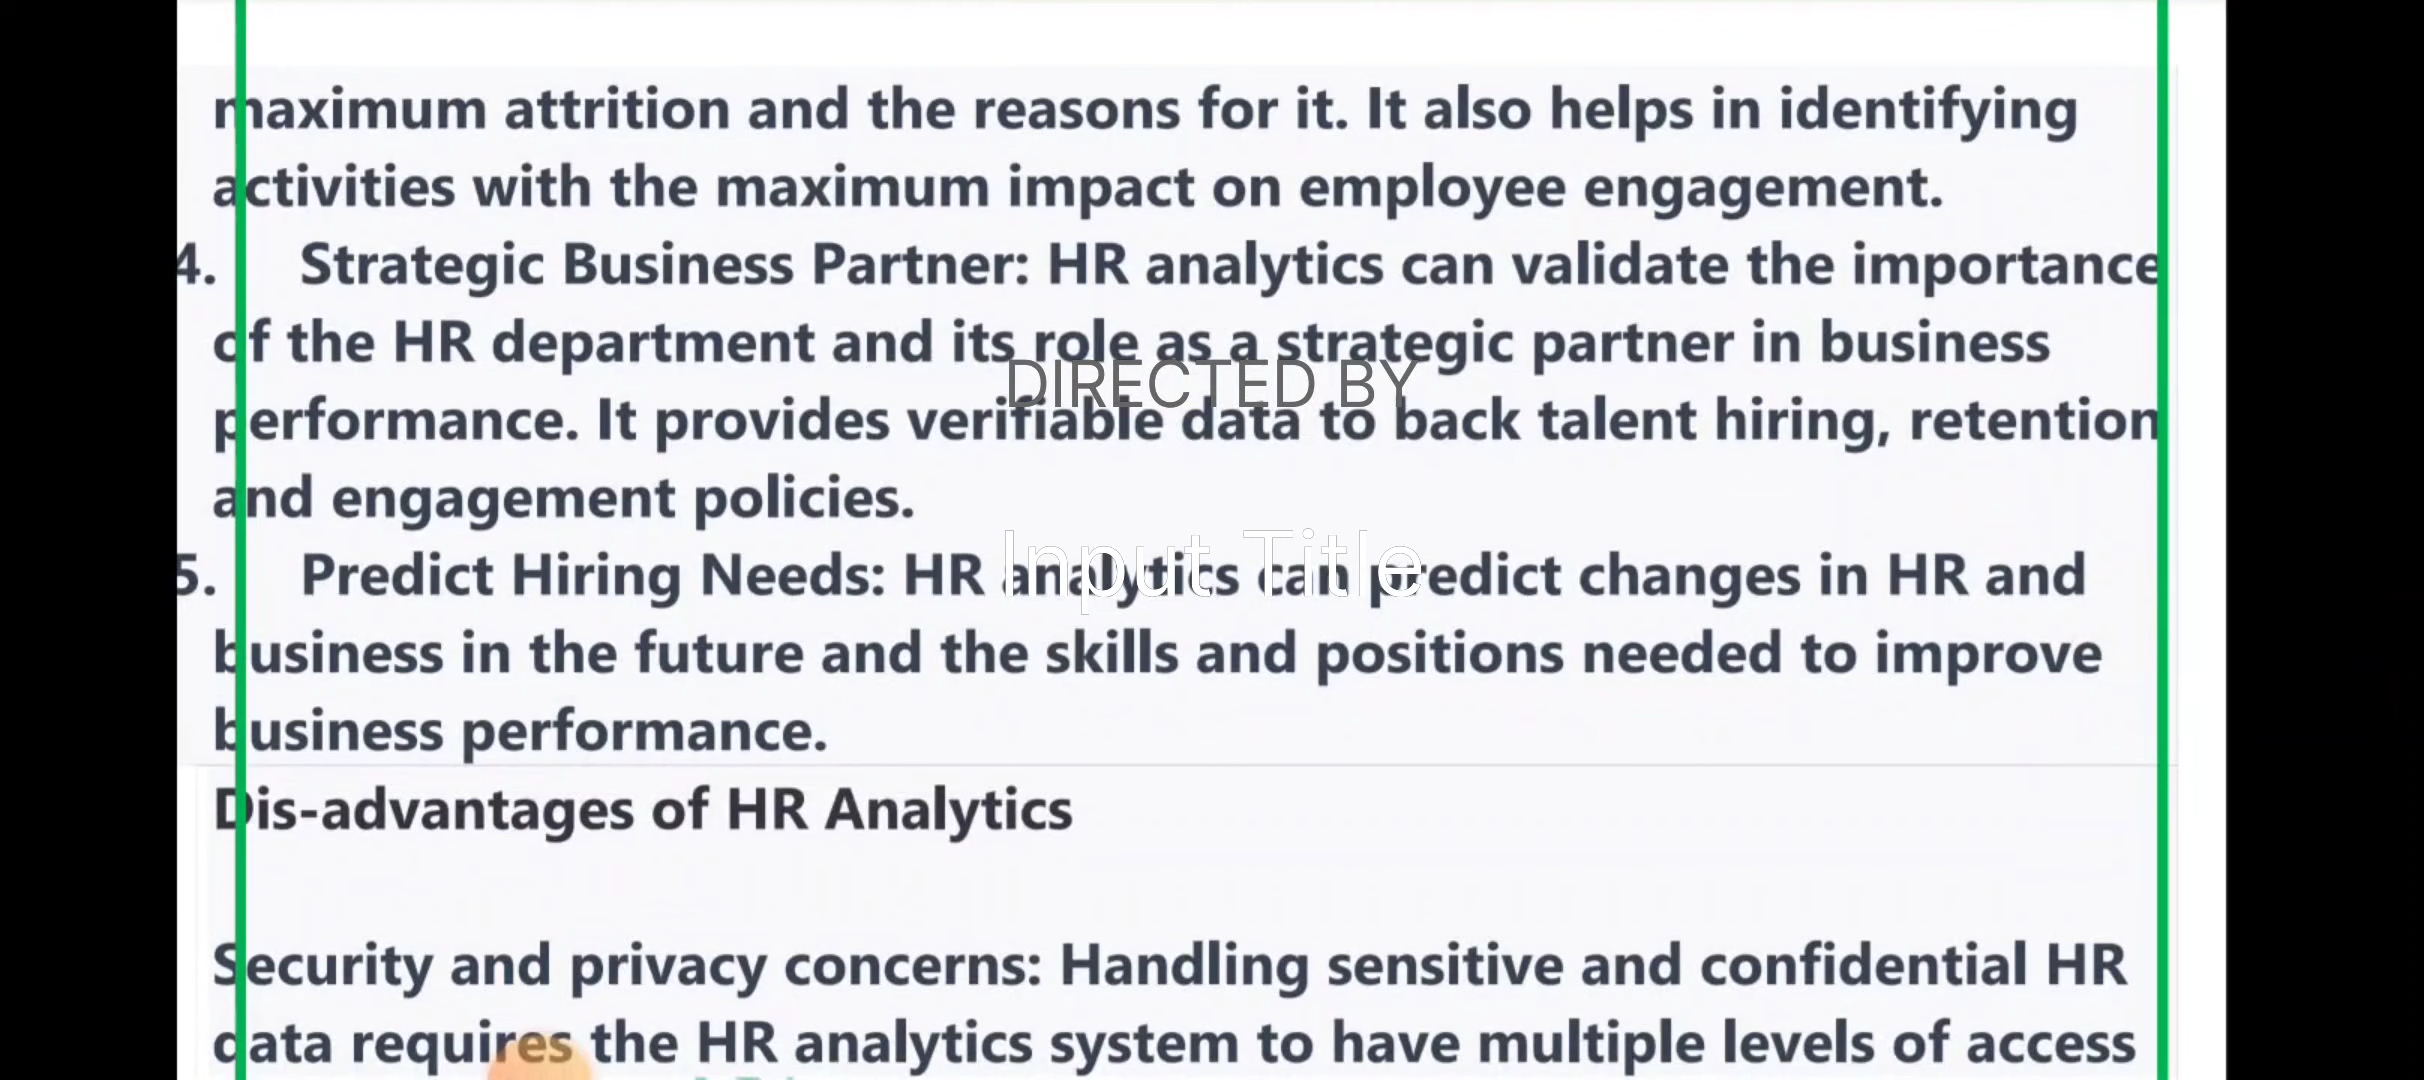 maximum attrition and the reasons for it. It also helps in identifying
activities with the maximum impact on employee engagement.
4. Strategic Business Partner: HR analytics can validate the importance
of the HR department and its role as a strategic partner in business
DIRECTED BY
performance. It provides verifiable data to back talent hiring, retention
and engagement policies.
Input Title
5. Predict Hiring Needs: HR analytics can predict changes in HR and
business in the future and the skills and positions needed to improve
business performance.
Dis-advantages of HR Analytics
Security and privacy concerns: Handling sensitive and confidential HR
data requires the HR analytics system to have multiple levels of access